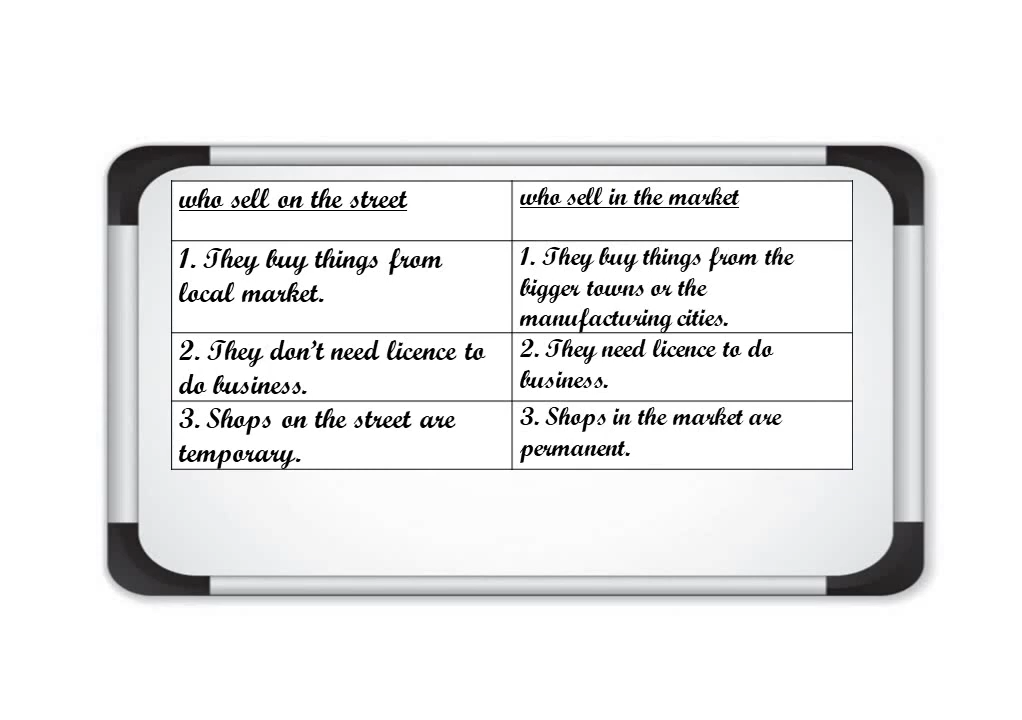 who sell on the street
who sell in the market
1. They buy things from
local market.
1. They buy things from the
bigger towns or the
manufacturing cities.
2. They don't need licence to
do business.
2. They need licence to do
business.
3. Shops on the street are
temporary.
3. Shops in the market are
permanent.